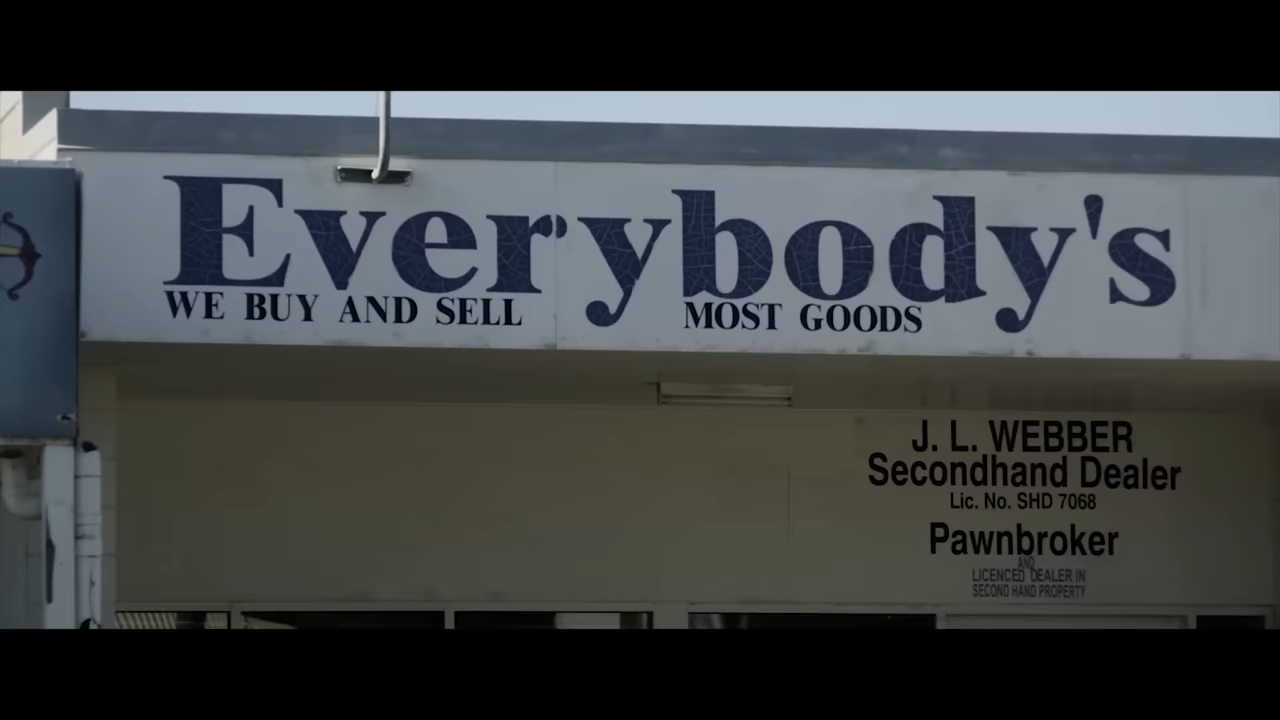 Everybody's
WE BUY AND SELL MOST GOODS
J. L. WEBBER
Secondhand Dealer
Lic. No. SHD 7068
Pawnbroker
AND
LICENCED DEALER IN
SECOND HAND PROPERTY